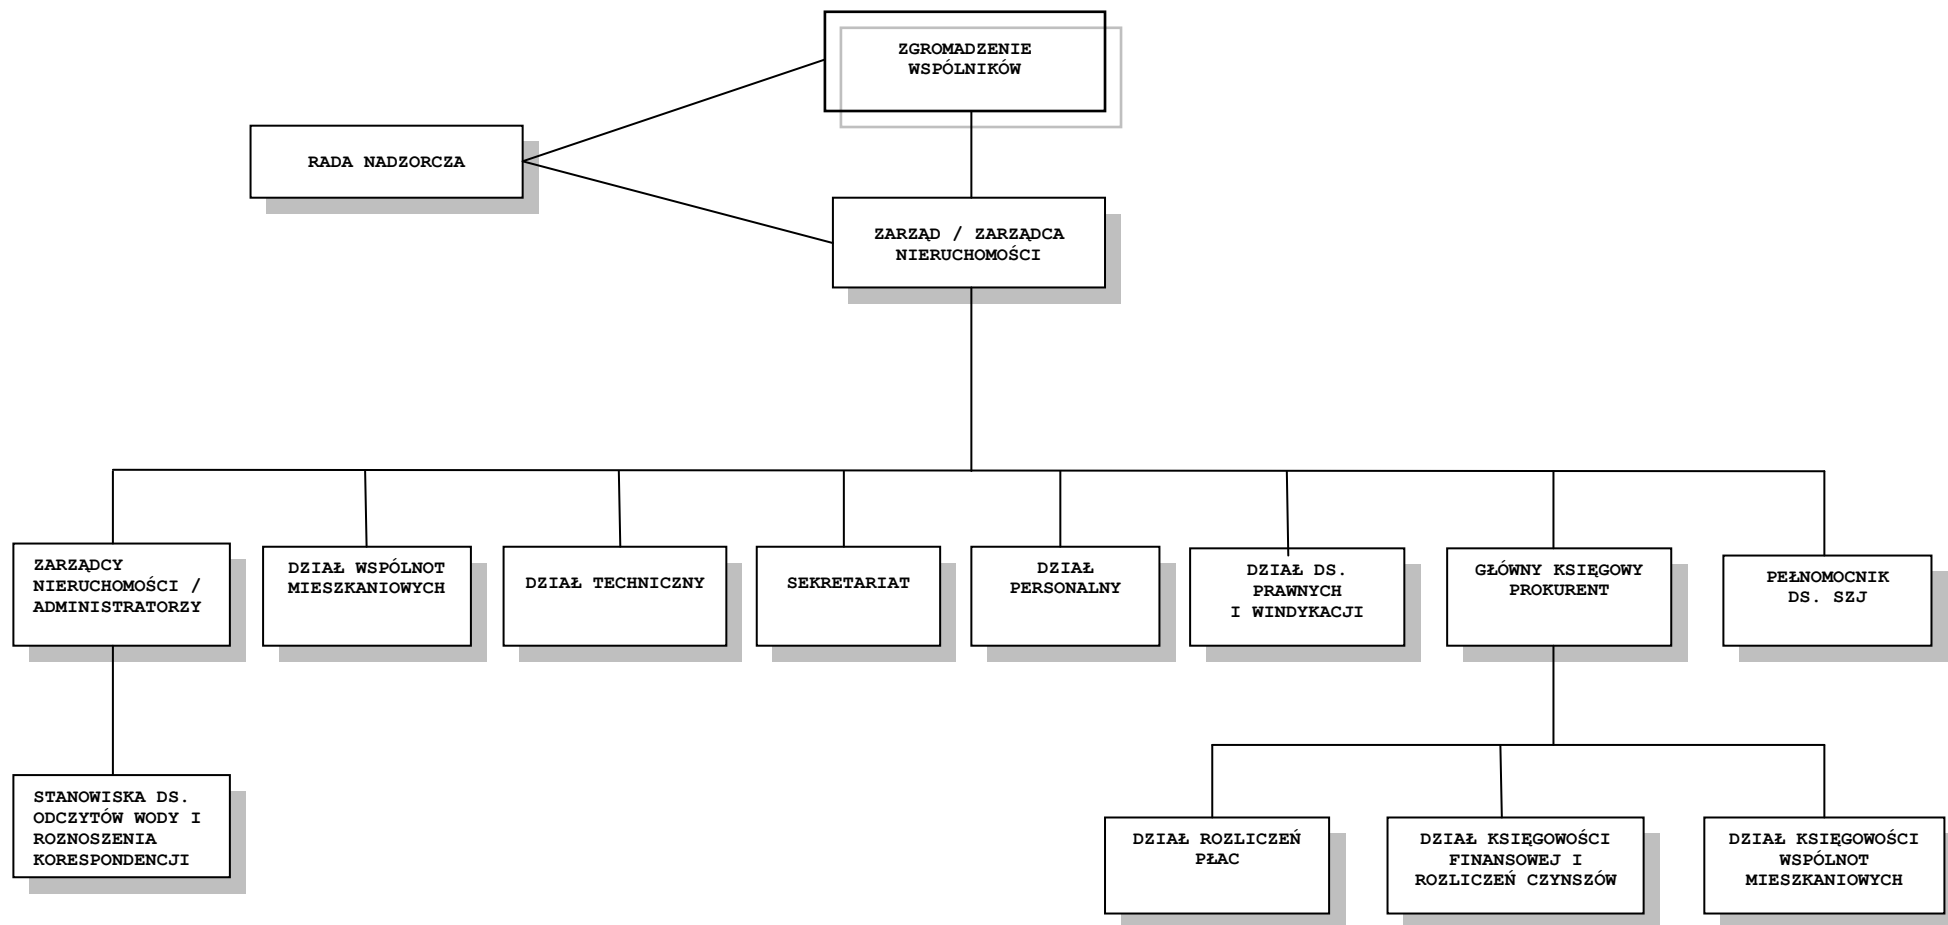 ZGROMADZENIE
WSPÓLNIKÓW
RADA NADZORCZA
ZARZĄD / ZARZĄDCA
NIERUCHOMOŚCI
ZARZĄDCY
NIERUCHOMOŚCI /
ADMINISTRATORZY
DZIAŁ WSPÓLNOT
MIESZKANIOWYCH
DZIAŁ TECHNICZNY
SEKRETARIAT
DZIAŁ
PERSONALNY
DZIAŁ DS.
PRAWNYCH
I WINDYKACJI
GŁÓWNY KSIĘGOWY
PROKURENT
PEŁNOMOCNIK
DS. SZJ
STANOWISKA DS.
ODCZYTÓW WODY I
ROZNOSZENIA
KORESPONDENCJI
DZIAŁ ROZLICZEŃ
PŁAC
DZIAŁ KSIĘGOWOŚCI
FINANSOWEJ I
ROZLICZEŃ CZYNSZÓW
DZIAŁ KSIĘGOWOŚCI
WSPÓLNOT
MIESZKANIOWYCH